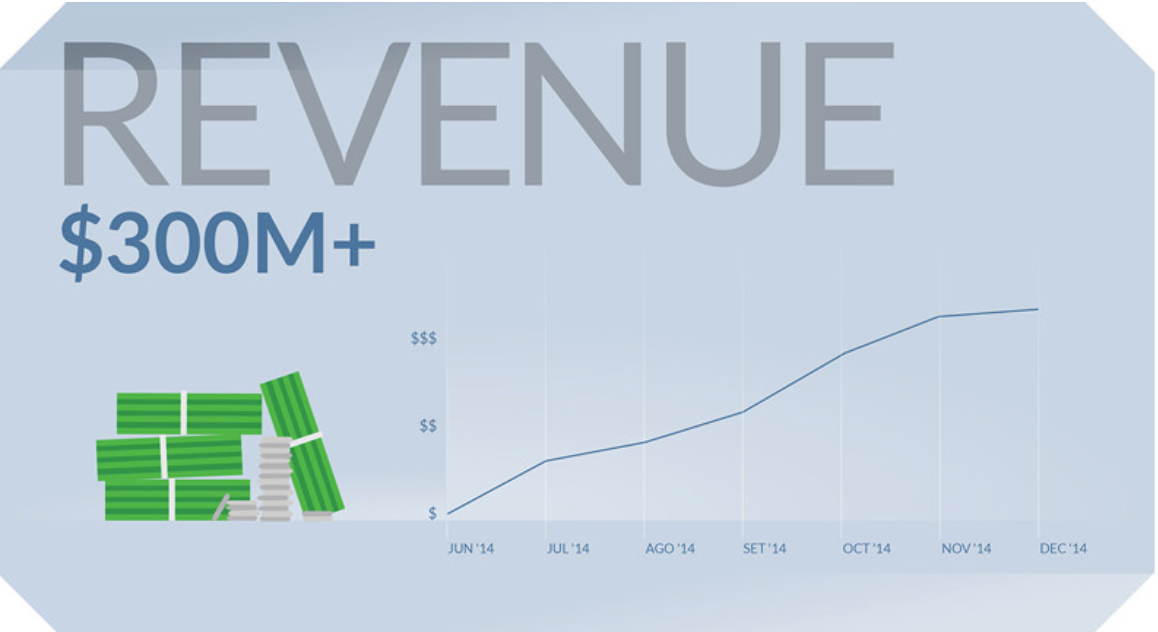 REVENUE
$300M+
$$$
$$
$
JUN '14 JUL '14 AGO '14 SET '14 OCT '14 NOV '14 DEC '14